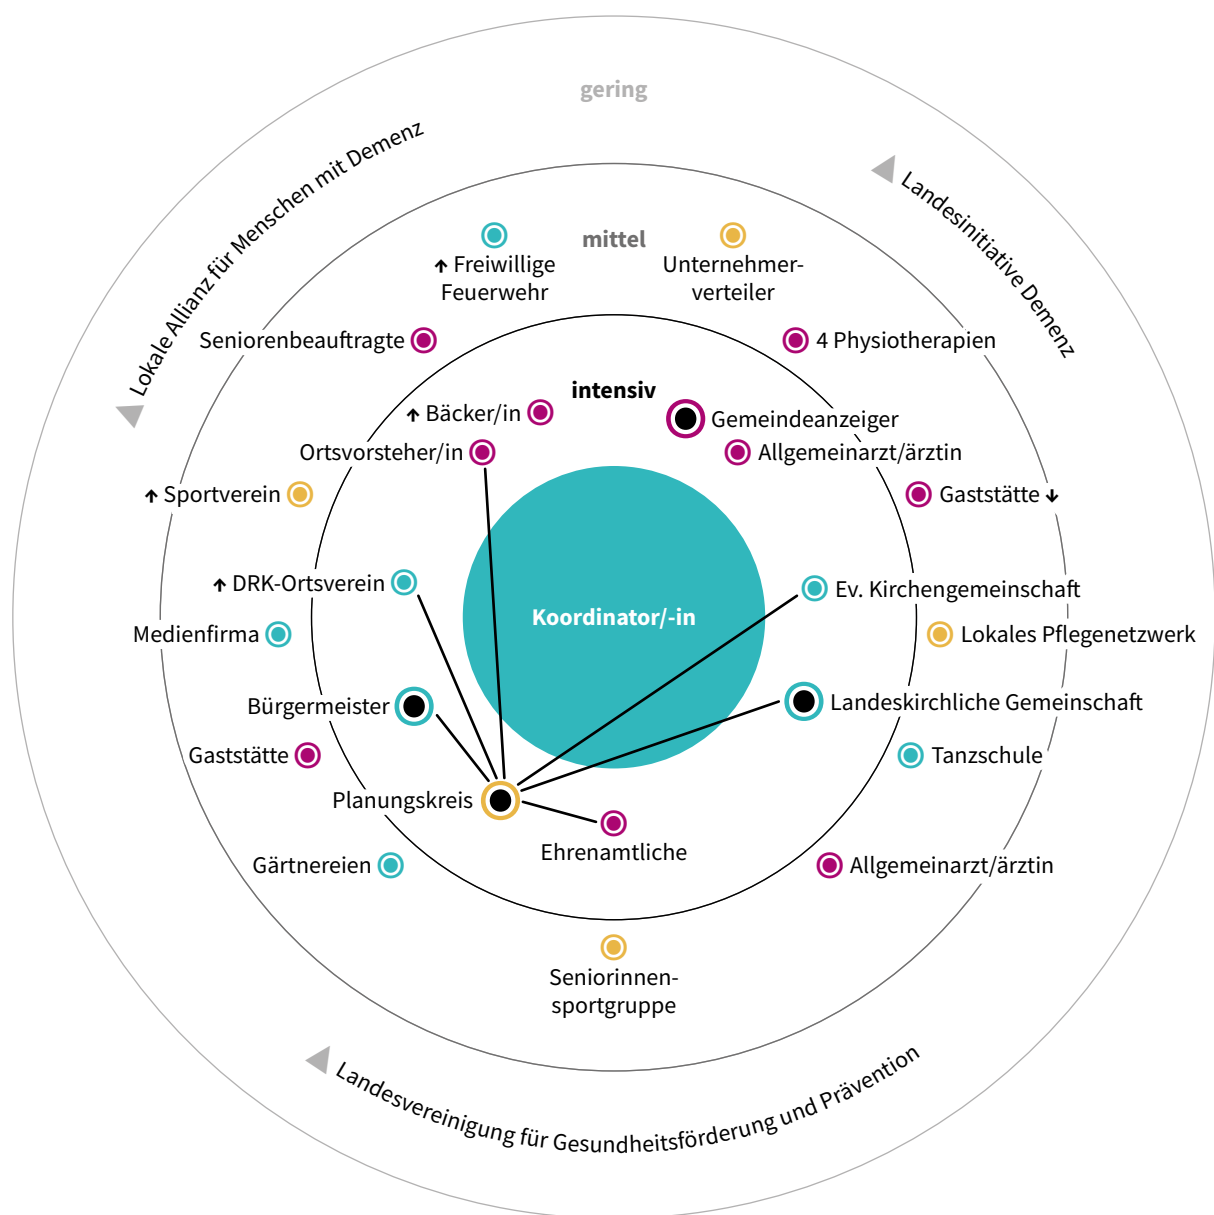 gering
Lokale Allianz für Menschen mit Demenz
Landesinitiative Demenz
mittel
↑ Freiwillige
Feuerwehr
Unternehmer-
verteiler
Seniorenbeauftragte
4 Physiotherapien
intensiv
↑ Bäcker/in
Gemeindeanzeiger
Ortsvorsteher/in
Allgemeinarzt/ärztin
↑ Sportverein
Gaststätte ↓
↑ DRK-Ortsverein
Ev. Kirchengemeinschaft
Koordinator/-in
Medienfirma
Lokales Pflegenetzwerk
Bürgermeister
Landeskirchliche Gemeinschaft
Gaststätte
Tanzschule
Planungskreis
Ehrenamtliche
Gärtnereien
Allgemeinarzt/ärztin
Seniorinnen-
sportgruppe
Landesvereinigung für Gesundheitsförderung und Prävention